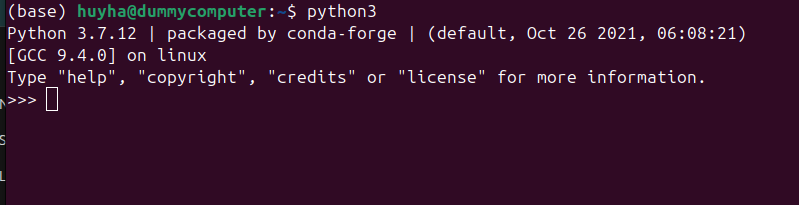 (base) huyha@dummycomputer:~$ python3
Python 3.7.12 | packaged by conda-forge | (default, Oct 26 2021, 06:08:21)
[GCC 9.4.0] on linux
Type "help", "copyright", "credits" or "license" for more information.
>>>